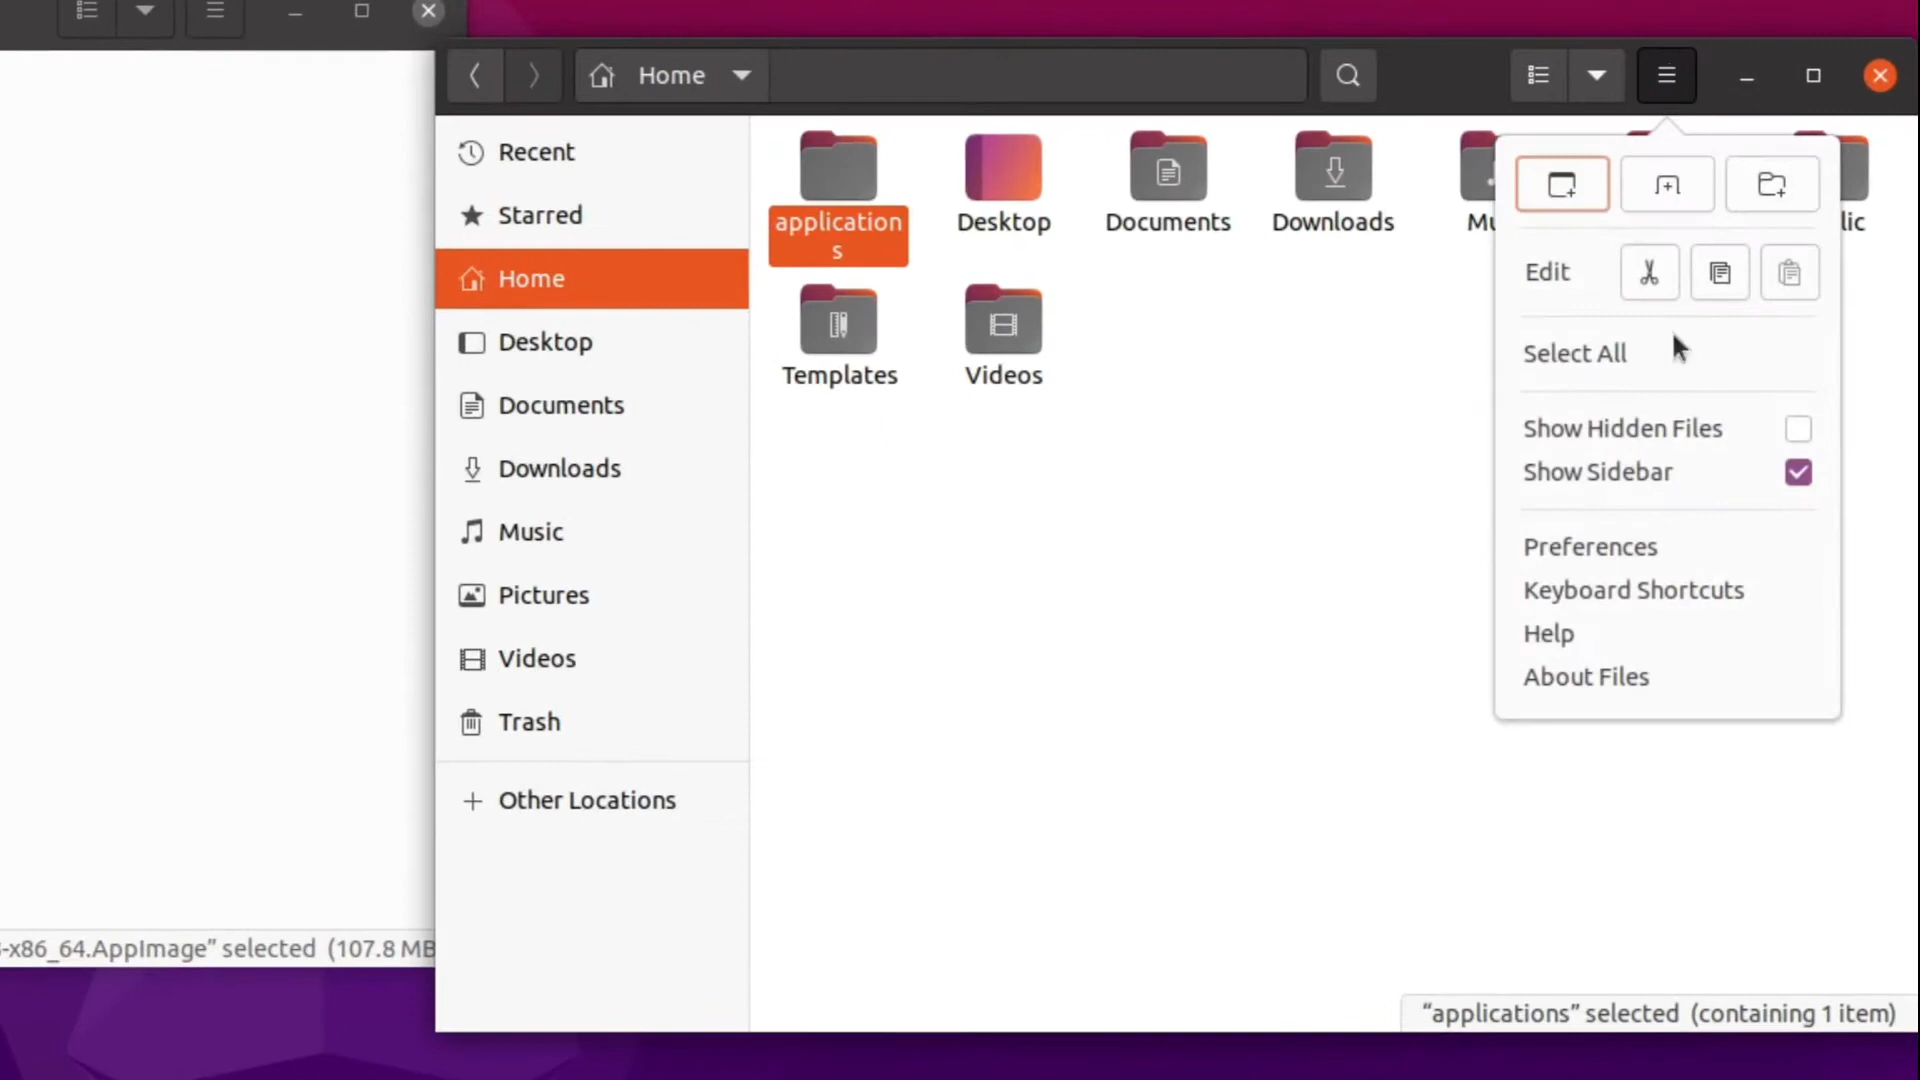 Home
Recent
Starred
Home
Desktop
Documents
Downloads
Music
Pictures
Videos
Trash
Other Locations
application
s
Desktop
Documents
Downloads
Mu
lic
Templates
Videos
Edit
Select All
Show Hidden Files
Show Sidebar
Preferences
Keyboard Shortcuts
Help
About Files
-x86_64.AppImage” selected (107.8 MB
“applications” selected (containing 1 item)